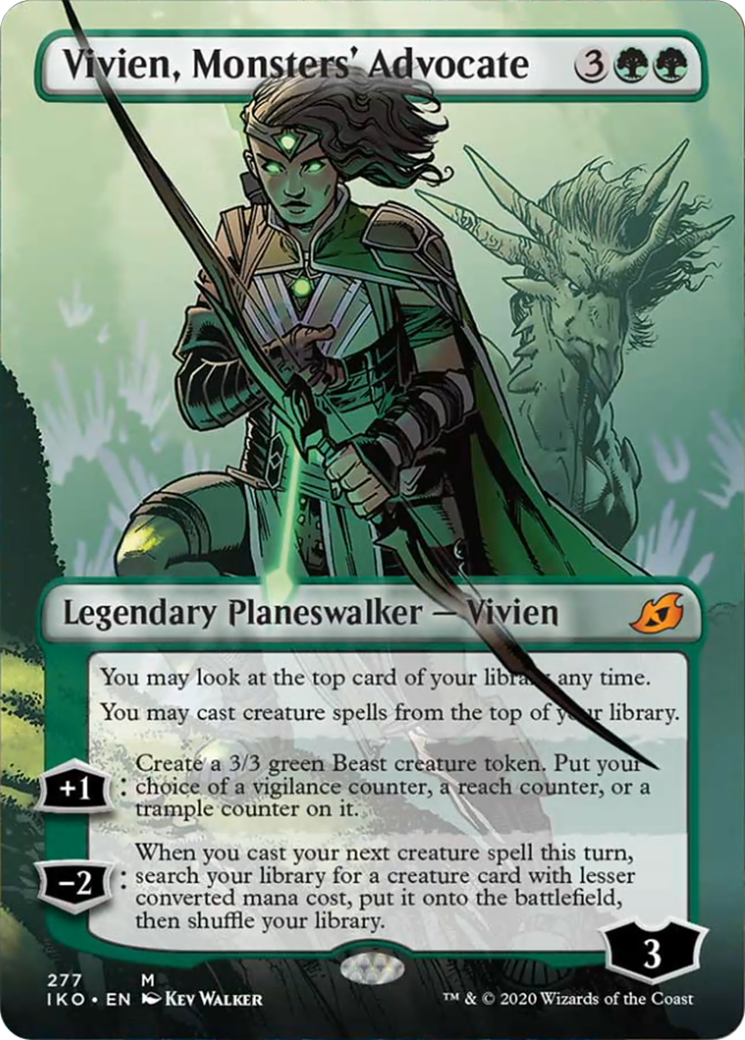 Vivien, Monsters' Advocate 3
Legendary Planeswalker — Vivien
You may look at the top card of your library any time.
You may cast creature spells from the top of your library.
+1 : Create a 3/3 green Beast creature token. Put your
choice of a vigilance counter, a reach counter, or a
trample counter on it.
−2 : When you cast your next creature spell this turn,
search your library for a creature card with lesser
converted mana cost, put it onto the battlefield,
then shuffle your library.
3
277 M
IKO • EN Kev Walker
™ & © 2020 Wizards of the Coast